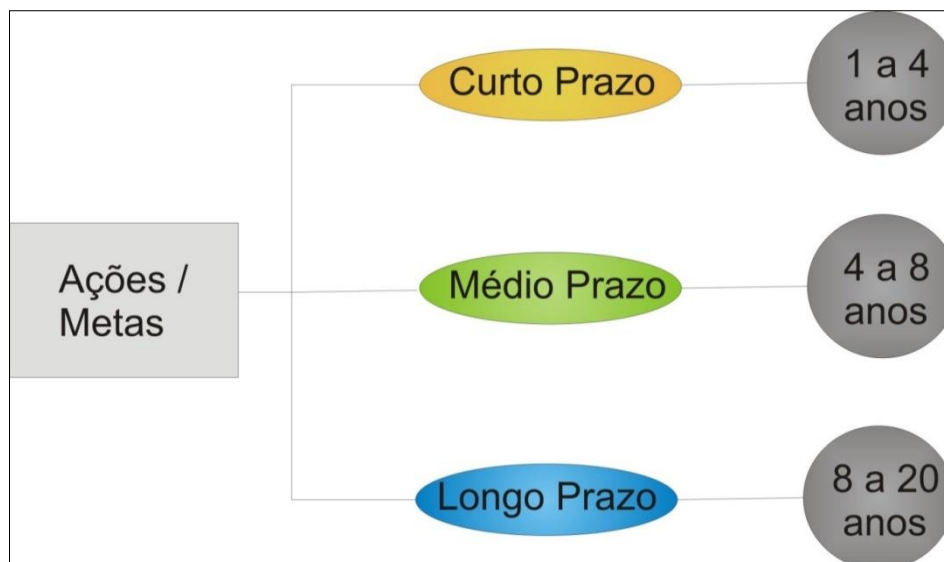 Ações /
Metas
Curto Prazo
1 a 4
anos
Médio Prazo
4 a 8
anos
Longo Prazo
8 a 20
anos